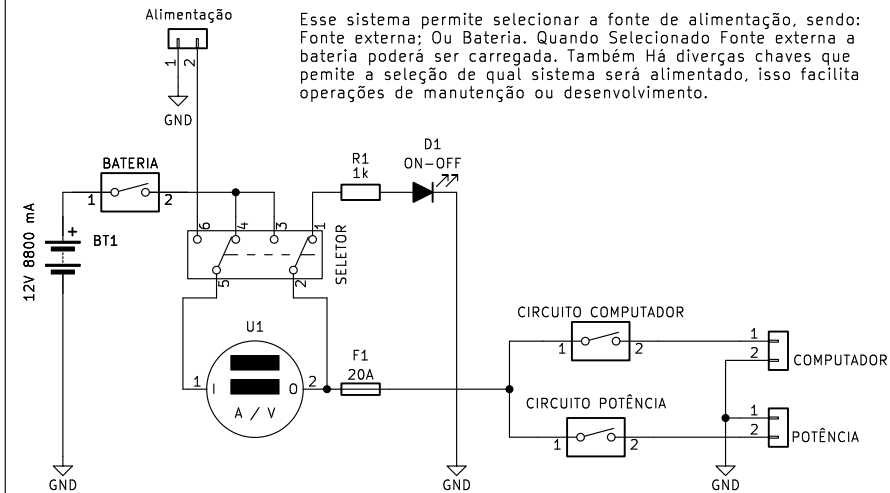 Alimentação
Esse sistema permite selecionar a fonte de alimentação, sendo:
Fonte externa; Ou Bateria. Quando Selecionado Fonte externa a
bateria poderá ser carregada. Também Há diverças chaves que
pemite a seleção de qual sistema será alimentado, isso facilita
operações de manutenção ou desenvolvimento.
1
2
GND
BATERIA
1
2
12V 8800 mA
+
BT1
GND
R1
1k
D1
ON-OFF
6
4
3
1
SELETOR
5
2
U1
1
I
O
2
A / V
F1
20A
GND
CIRCUITO COMPUTADOR
1
2
1
2
COMPUTADOR
CIRCUITO POTÊNCIA
1
2
1
2
POTÊNCIA
GND